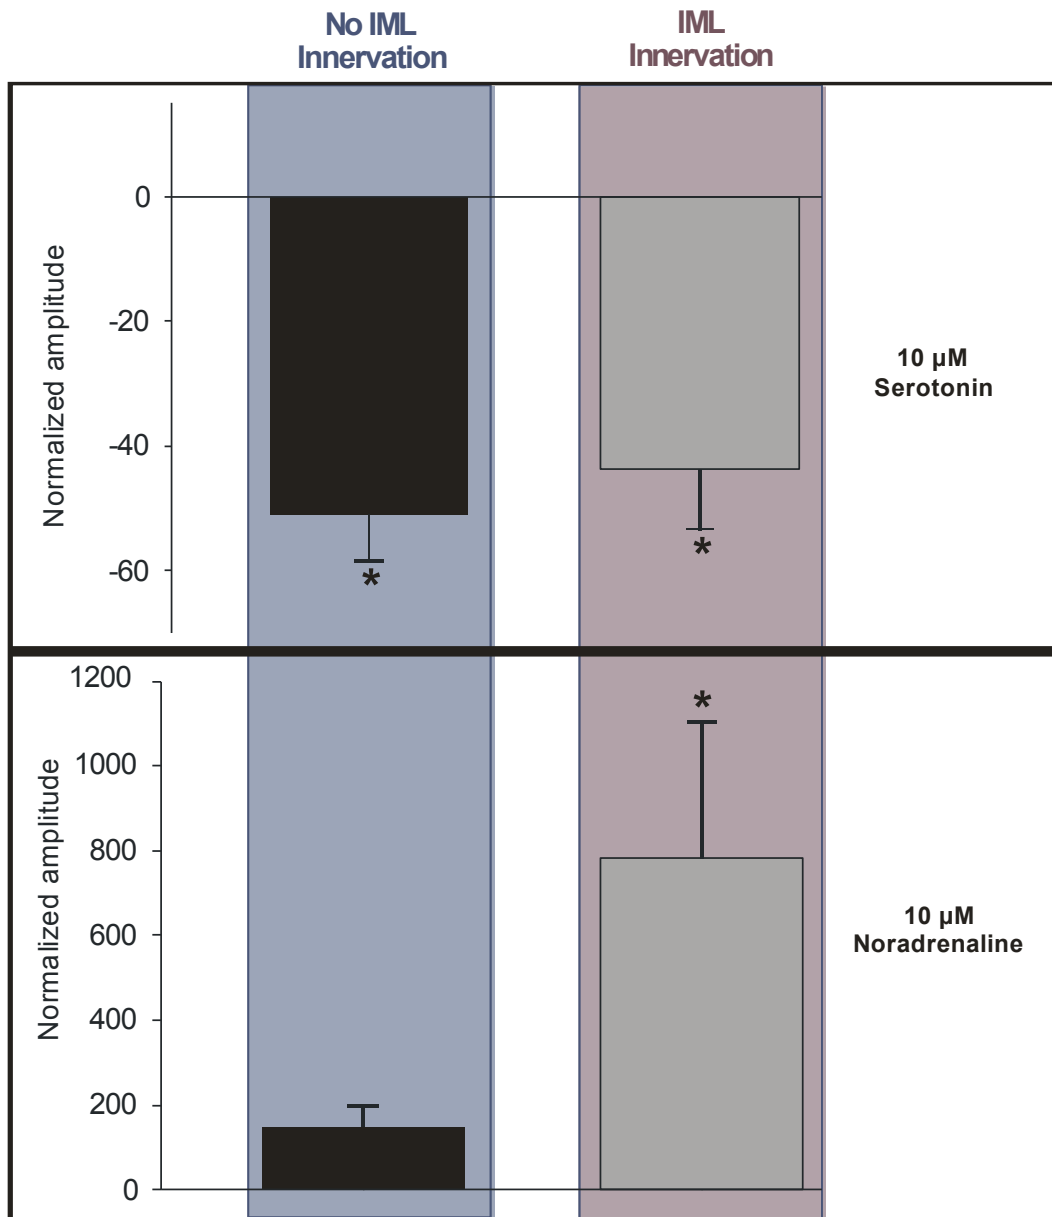 No IML
Innervation
IML
Innervation
Normalized amplitude
0
-20
-40
-60
*
*
10 µM
Serotonin
Normalized amplitude
1200
1000
800
600
400
200
0
*
10 µM
Noradrenaline